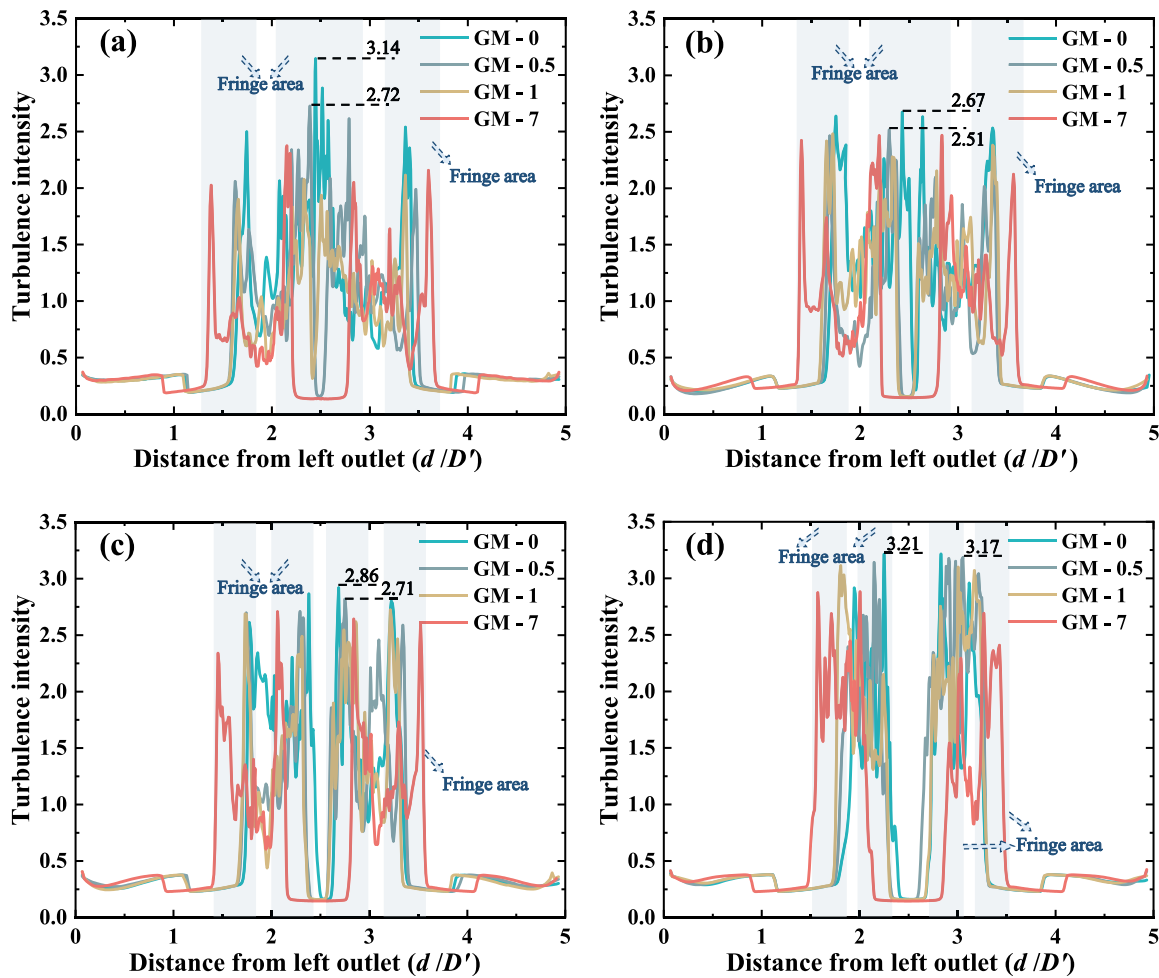 (a)
GM - 0
GM - 0.5
GM - 1
GM - 7
3.14
2.72
Fringe area
Fringe area
Turbulence intensity
3.5
3.0
2.5
2.0
1.5
1.0
0.5
0.0
0 1 2 3 4 5
Distance from left outlet (d /D′)
(b)
GM - 0
GM - 0.5
GM - 1
GM - 7
2.67
2.51
Fringe area
Fringe area
Turbulence intensity
3.5
3.0
2.5
2.0
1.5
1.0
0.5
0.0
0 1 2 3 4 5
Distance from left outlet (d /D′)
(c)
GM - 0
GM - 0.5
GM - 1
GM - 7
2.86
2.71
Fringe area
Fringe area
Turbulence intensity
3.5
3.0
2.5
2.0
1.5
1.0
0.5
0.0
0 1 2 3 4 5
Distance from left outlet (d /D′)
(d)
GM - 0
GM - 0.5
GM - 1
GM - 7
3.21
3.17
Fringe area
Fringe area
Turbulence intensity
3.5
3.0
2.5
2.0
1.5
1.0
0.5
0.0
0 1 2 3 4 5
Distance from left outlet (d /D′)